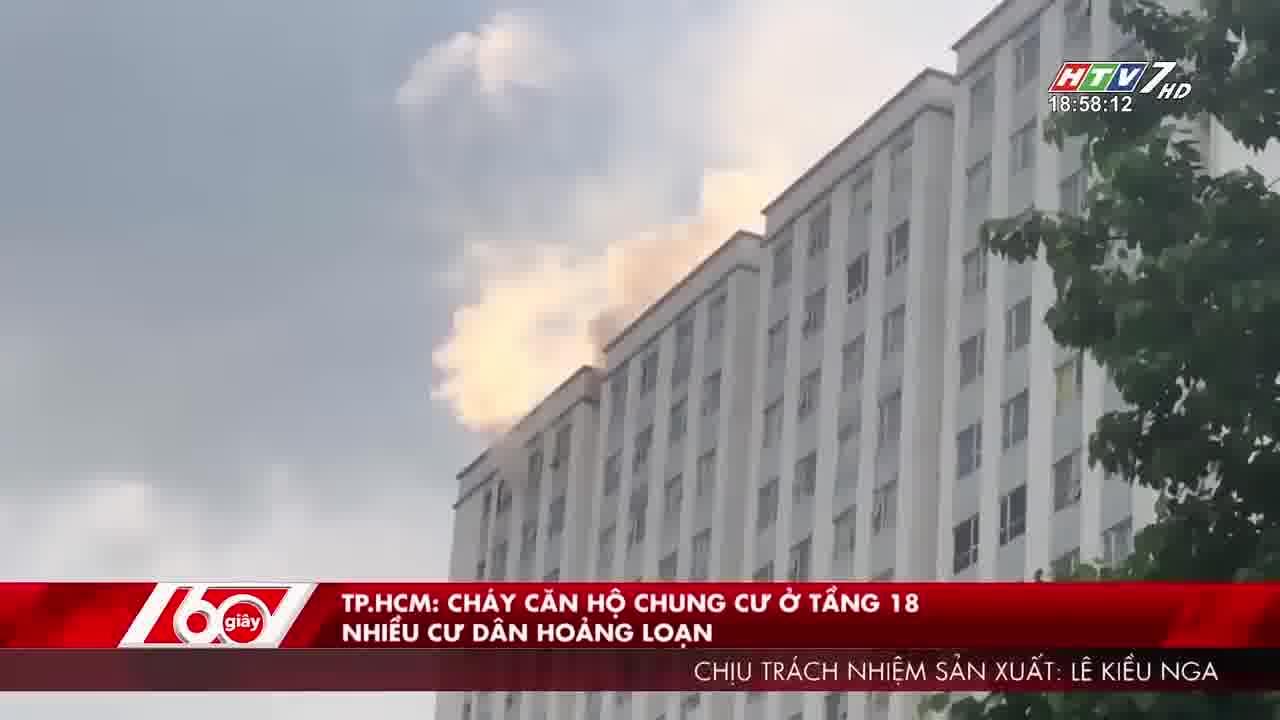 HTV7 HD
18:58:12
60 giây
TP.HCM: CHÁY CĂN HỘ CHUNG CƯ Ở TẦNG 18
NHIỀU CƯ DÂN HOẢNG LOẠN
CHỊU TRÁCH NHIỆM SẢN XUẤT: LÊ KIỀU NGA